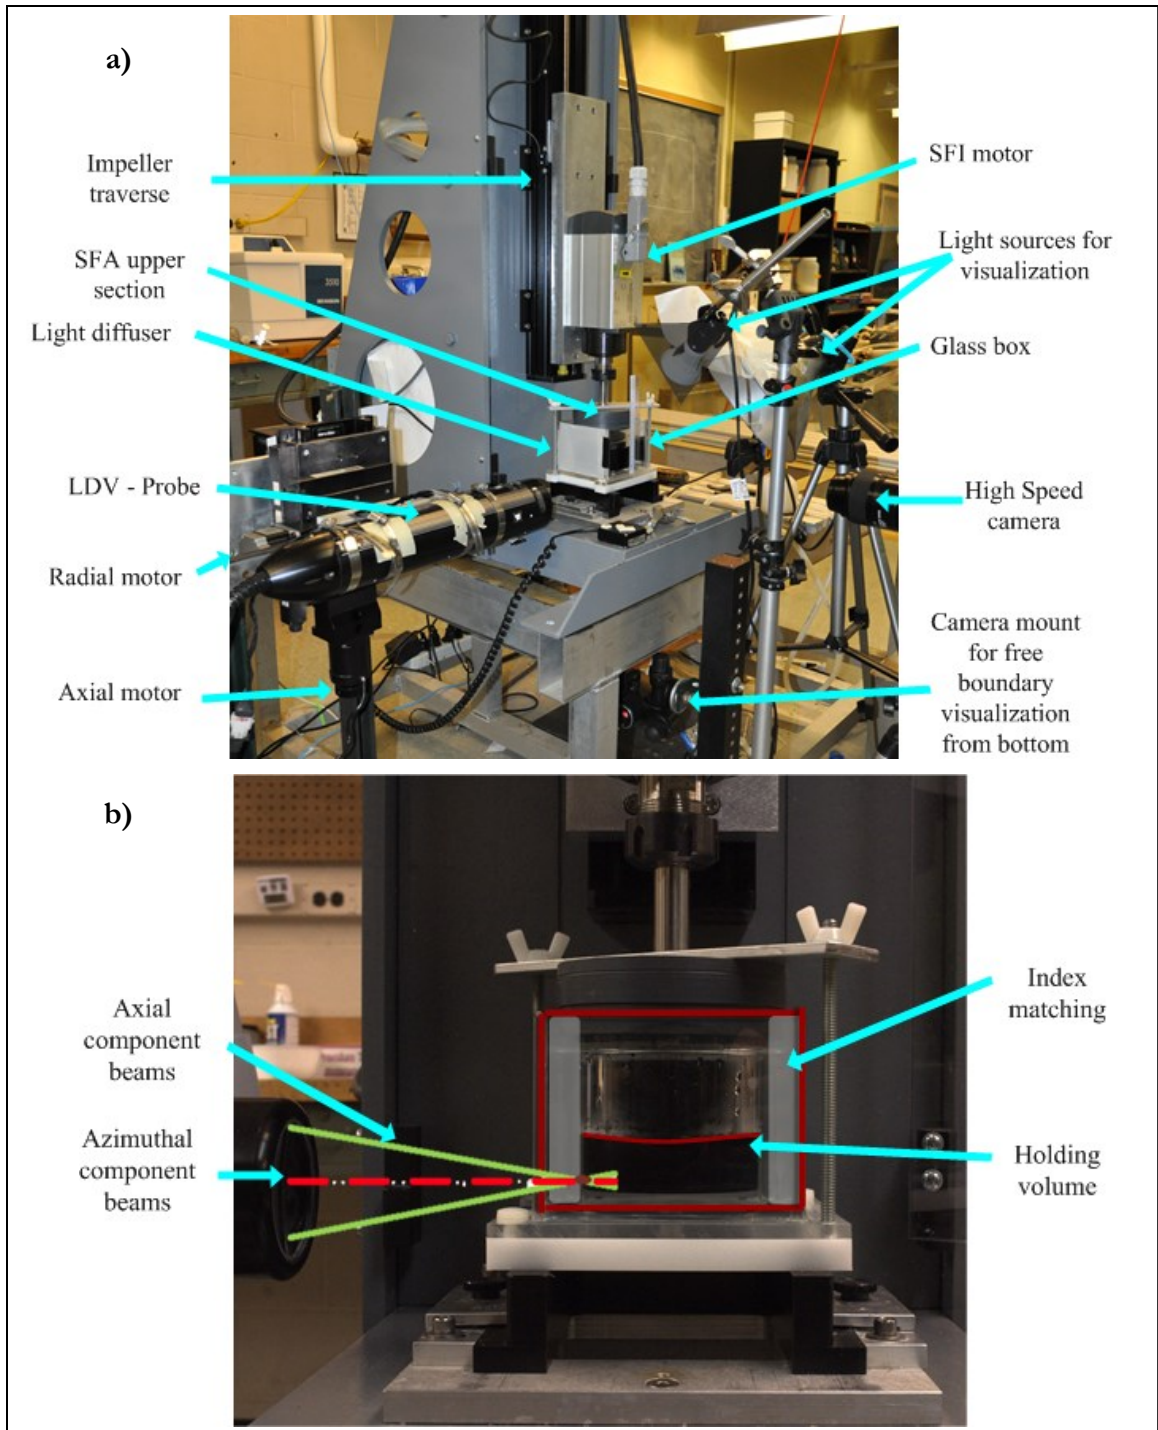 a)
Impeller
traverse
SFA upper
section
Light diffuser
LDV - Probe
Radial motor
Axial motor
SFI motor
Light sources for
visualization
Glass box
High Speed
camera
Camera mount
for free
boundary
visualization
from bottom
3510
b)
Axial
component
beams
Azimuthal
component
beams
Index
matching
Holding
volume